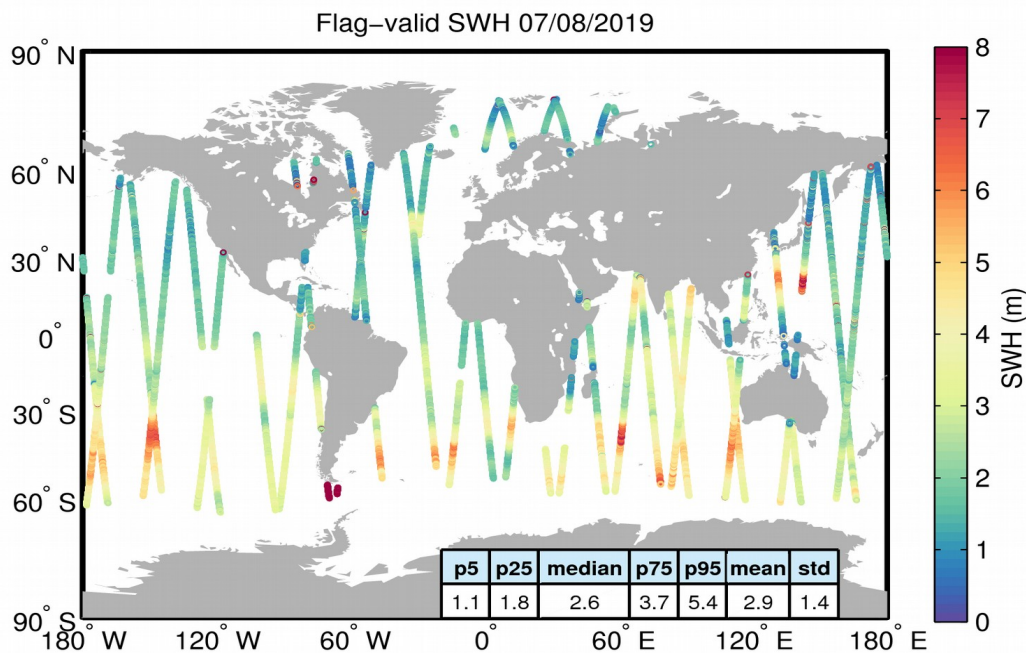 Flag−valid SWH 07/08/2019
90° N
60° N
30° N
0°
30° S
60° S
90° S
180° W
120° W
60° W
0°
60° E
120° E
180° E
p5 p25 median p75 p95 mean std
1.1 1.8 2.6 3.7 5.4 2.9 1.4
8
7
6
5
4
3
2
1
0
SWH (m)